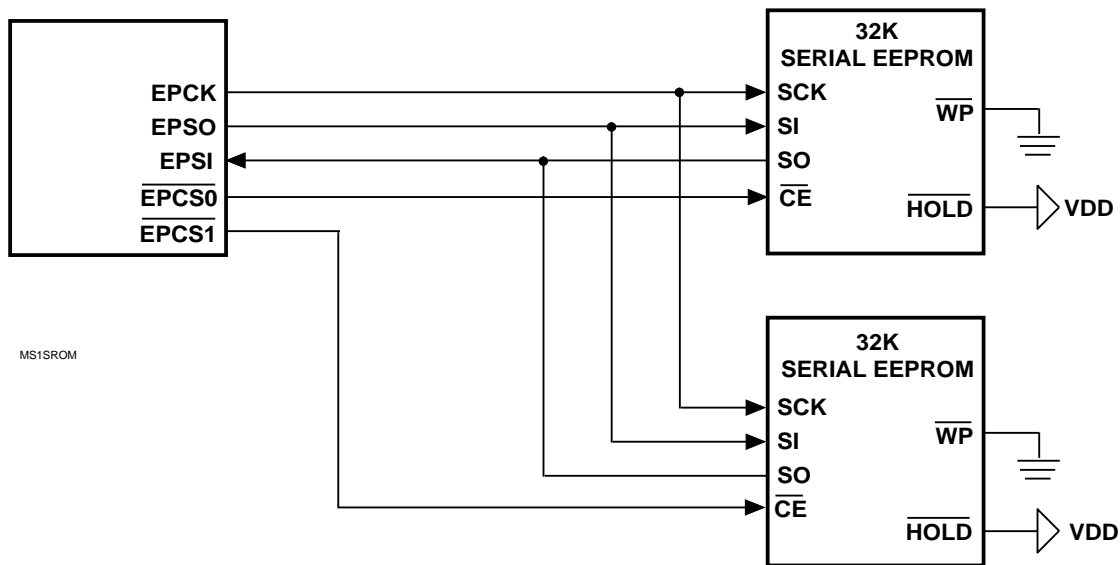 EPCK
EPSO
EPSI
EPCS0
EPCS1
MS1SROM
32K
SERIAL EEPROM
SCK
SI
SO
CE
WP
HOLD
VDD
32K
SERIAL EEPROM
SCK
SI
SO
CE
WP
HOLD
VDD